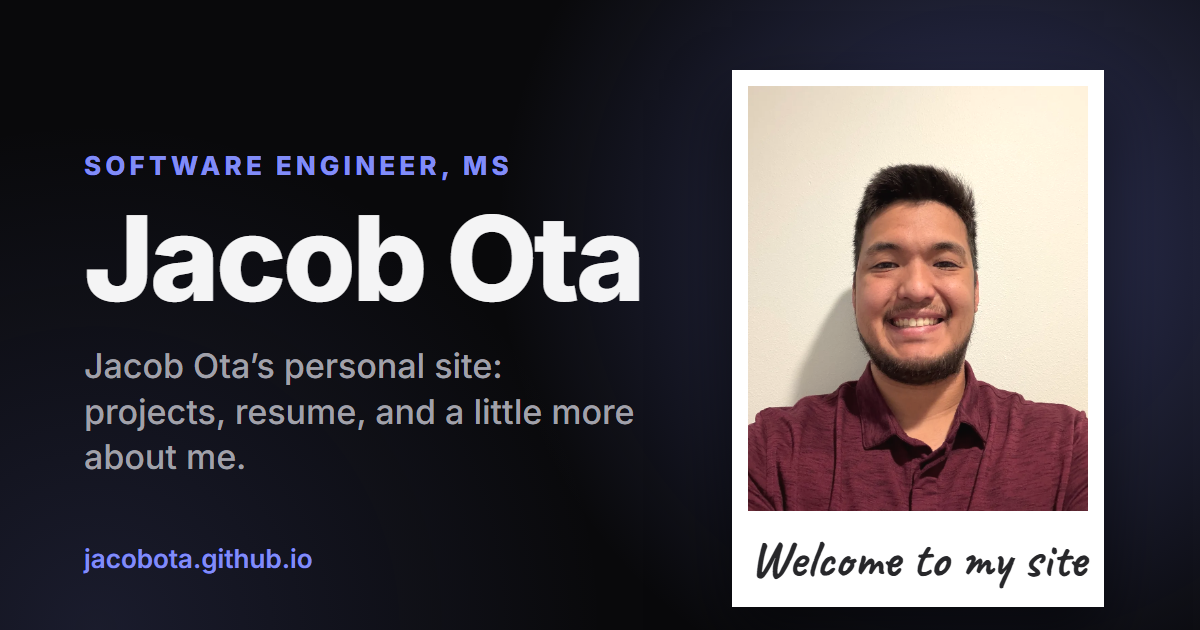 SOFTWARE ENGINEER, MS
Jacob Ota
Jacob Ota’s personal site:
projects, resume, and a little more
about me.
jacobota.github.io
Welcome to my site